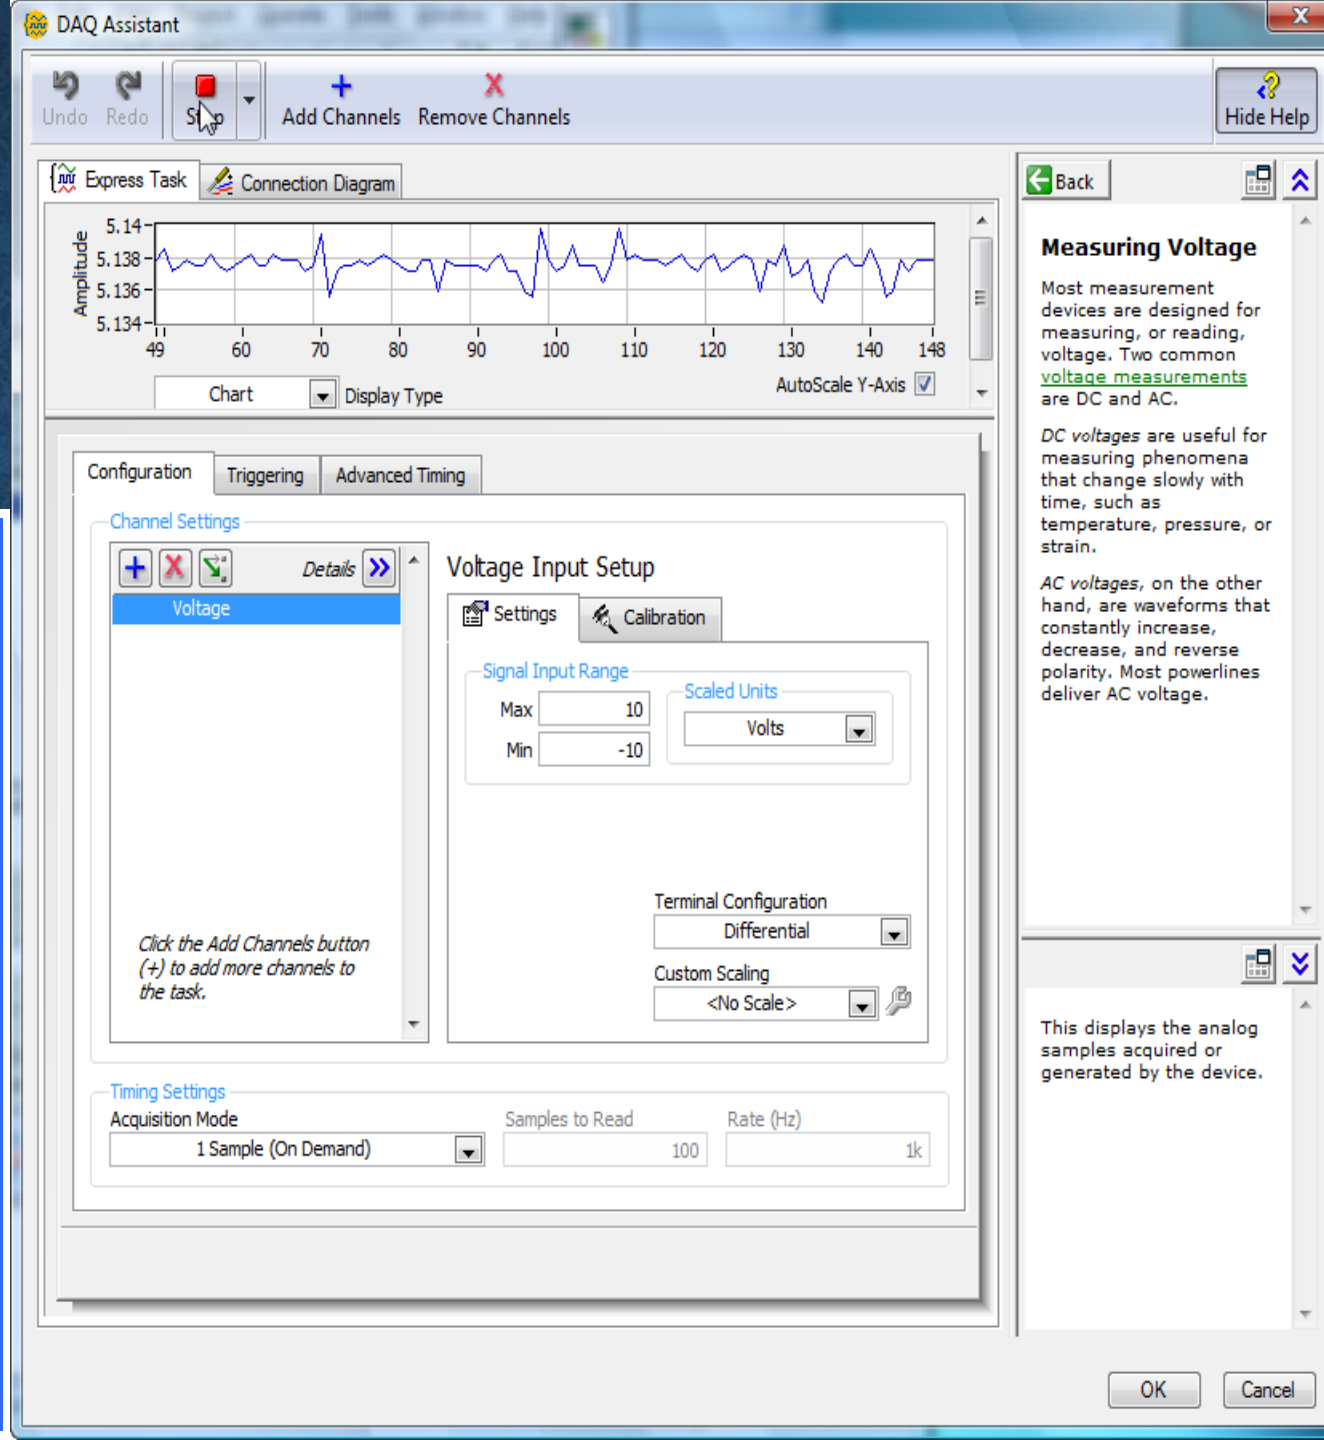 DAQ Assistant
Undo
Redo
Stop
Add Channels
Remove Channels
Hide Help
Express Task
Connection Diagram
Amplitude
5.14
5.138
5.136
5.134
49 60 70 80 90 100 110 120 130 140 148
Chart
Display Type
AutoScale Y-Axis
Configuration
Triggering
Advanced Timing
Channel Settings
Details
Voltage
Click the Add Channels button
(+) to add more channels to
the task.
Voltage Input Setup
Settings
Calibration
Signal Input Range
Max 10
Min -10
Scaled Units
Volts
Terminal Configuration
Differential
Custom Scaling
<No Scale>
Timing Settings
Acquisition Mode
1 Sample (On Demand)
Samples to Read
100
Rate (Hz)
1k
Back
Measuring Voltage
Most measurement
devices are designed for
measuring, or reading,
voltage. Two common
voltage measurements
are DC and AC.
DC voltages are useful for
measuring phenomena
that change slowly with
time, such as
temperature, pressure, or
strain.
AC voltages, on the other
hand, are waveforms that
constantly increase,
decrease, and reverse
polarity. Most powerlines
deliver AC voltage.
This displays the analog
samples acquired or
generated by the device.
OK
Cancel